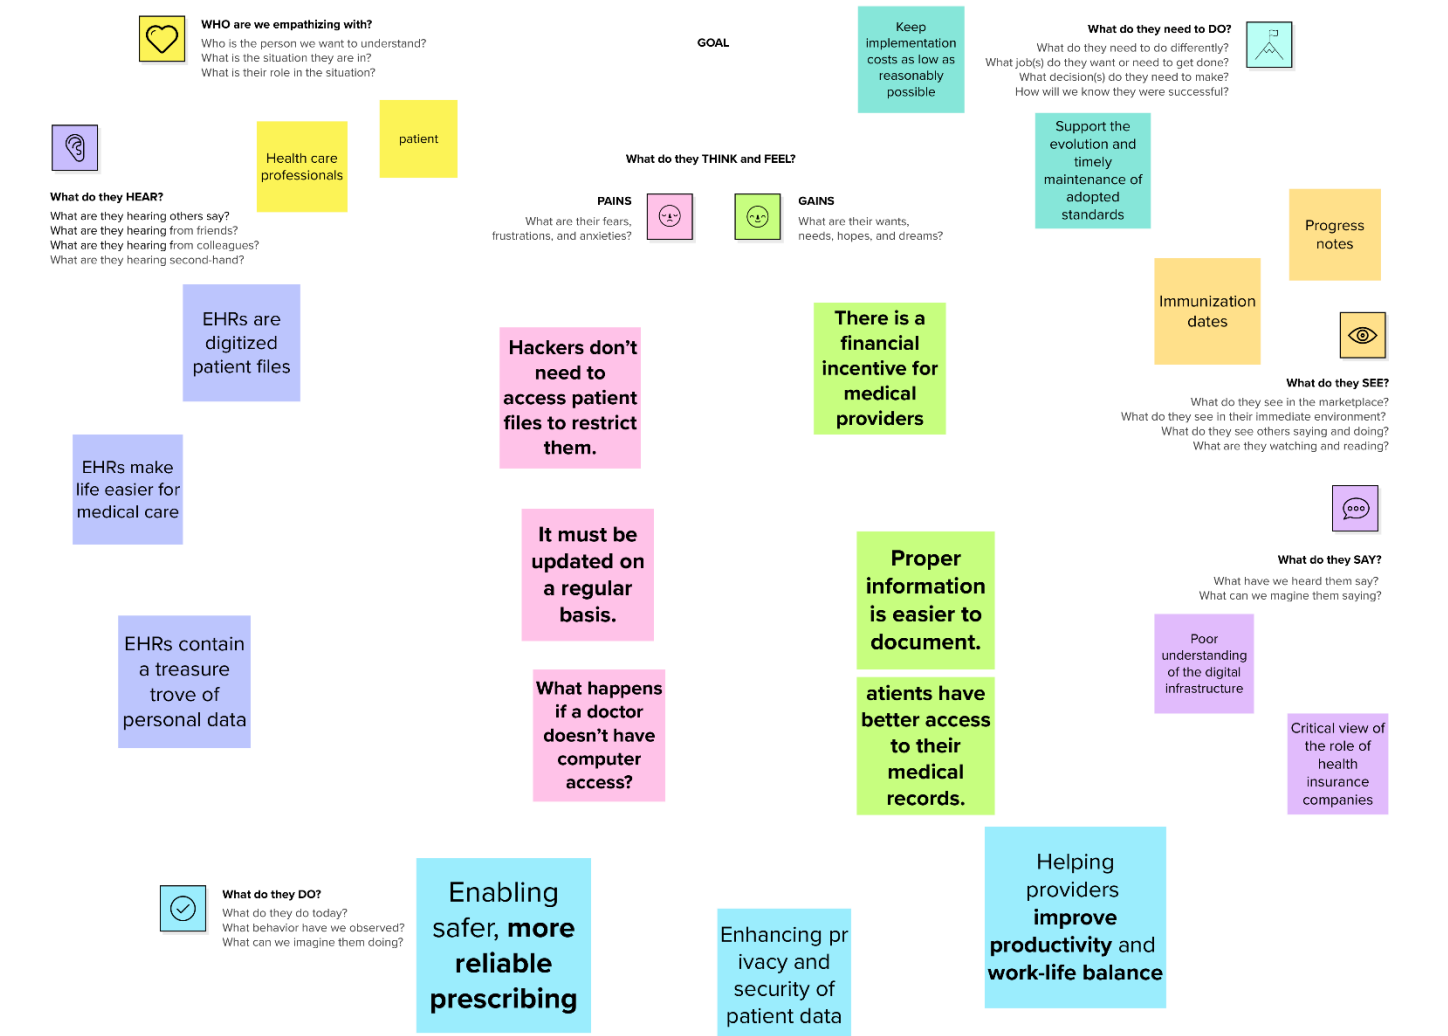 WHO are we empathizing with?
Who is the person we want to understand?
What is the situation they are in?
What is their role in the situation?
GOAL
Keep
implementation
costs as low as
reasonably
possible
What do they need to DO?
What do they need to do differently?
What job(s) do they want or need to get done?
What decision(s) do they need to make?
How will we know they were successful?
Health care
professionals
patient
Support the
evolution and
timely
maintenance of
adopted
standards
What do they HEAR?
What are they hearing others say?
What are they hearing from friends?
What are they hearing from colleagues?
What are they hearing second-hand?
What do they THINK and FEEL?
PAINS
What are their fears,
frustrations, and anxieties?
GAINS
What are their wants,
needs, hopes, and dreams?
Progress
notes
Immunization
dates
EHRs are
digitized
patient files
EHRs make
life easier for
medical care
EHRs contain
a treasure
trove of
personal data
Hackers don’t
need to
access patient
files to restrict
them.
It must be
updated on
a regular
basis.
What happens
if a doctor
doesn’t have
computer
access?
There is a
financial
incentive for
medical
providers
Proper
information
is easier to
document.
atients have
better access
to their
medical
records.
What do they SEE?
What do they see in the marketplace?
What do they see in their immediate environment?
What do they see others saying and doing?
What are they watching and reading?
What do they SAY?
What have we heard them say?
What can we magine them saying?
Poor
understanding
of the digital
infrastructure
Critical view of
the role of
health
insurance
companies
What do they DO?
What do they do today?
What behavior have we observed?
What can we imagine them doing?
Enabling
safer, more
reliable
prescribing
Enhancing pr
ivacy and
security of
patient data
Helping
providers
improve
productivity and
work-life balance